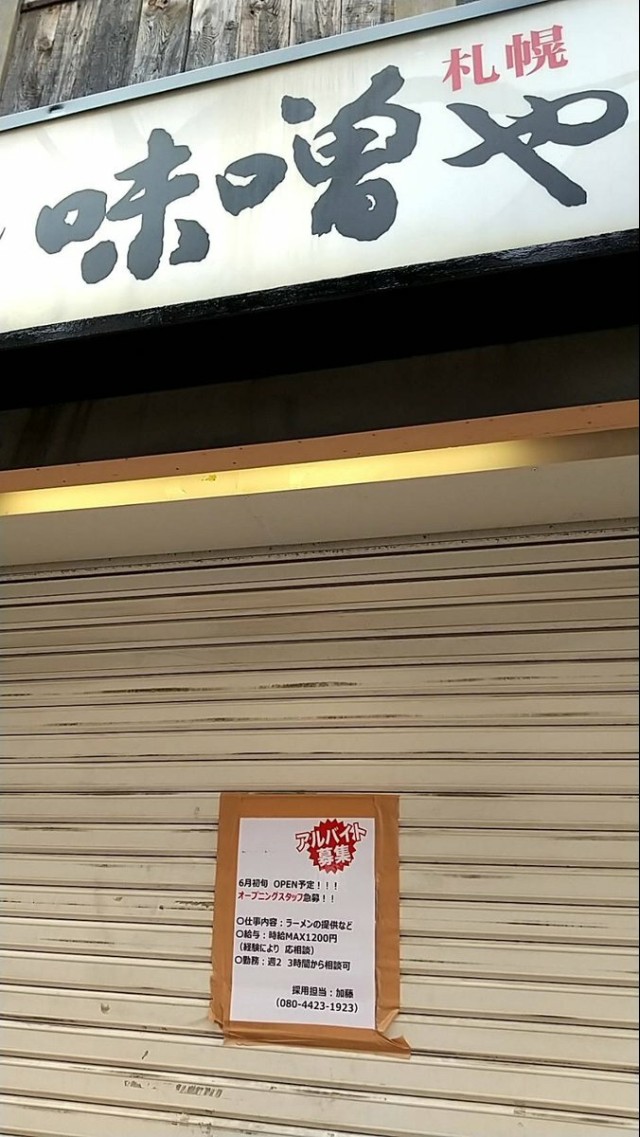 札幌
味噌や
アルバイト
募集
6月初旬 OPEN予定！！！
オープニングスタッフ急募！！
〇仕事内容：ラーメンの提供など
〇給与：時給MAX1200円
（経験により 応相談）
〇勤務：週2 3時間から相談可
採用担当：加藤
（080-4423-1923）